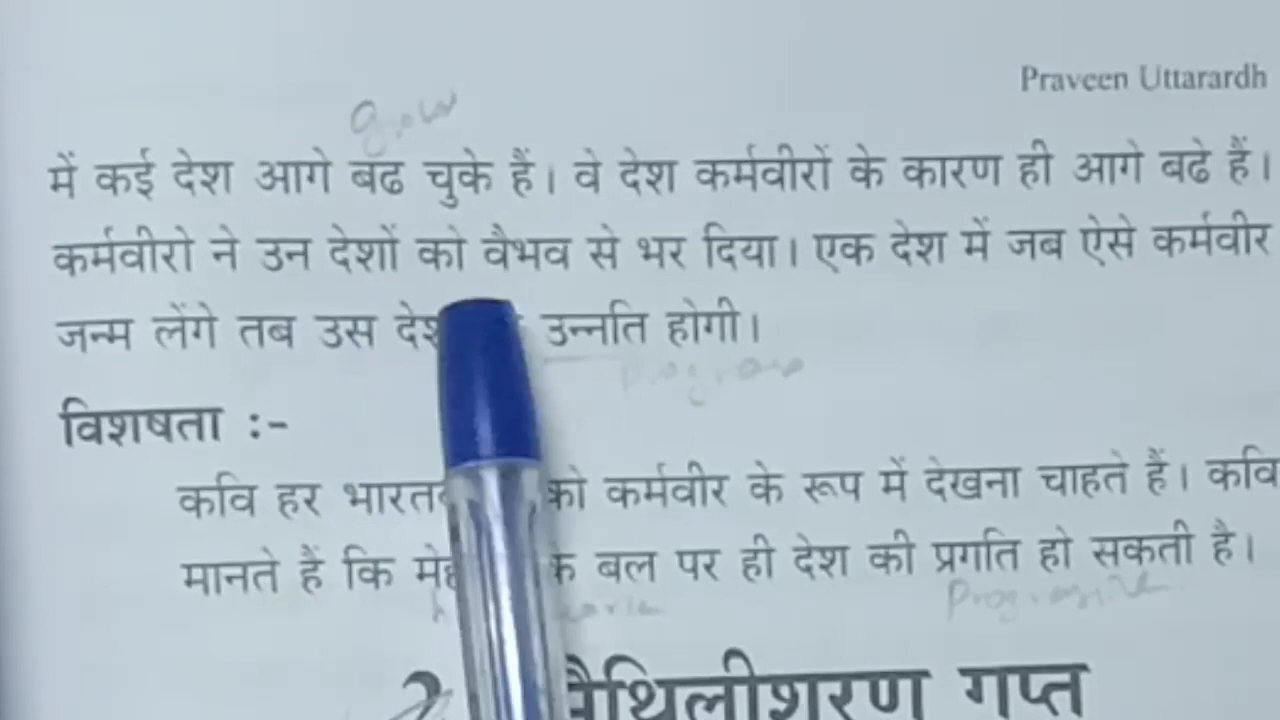 Praveen Uttarardh
grow
में कई देश आगे बढ चुके हैं। वे देश कर्मवीरों के कारण ही आगे बढे हैं।
कर्मवीरो ने उन देशों को वैभव से भर दिया। एक देश में जब ऐसे कर्मवीर
जन्म लेंगे तब उस उन्नति होगी।
विशषता :-
कवि हर को कर्मवीर के रूप में देखना चाहते हैं। कवि
मानते हैं कि के बल पर ही देश की प्रगति हो सकती है।
मैथिलीशरण गुप्त